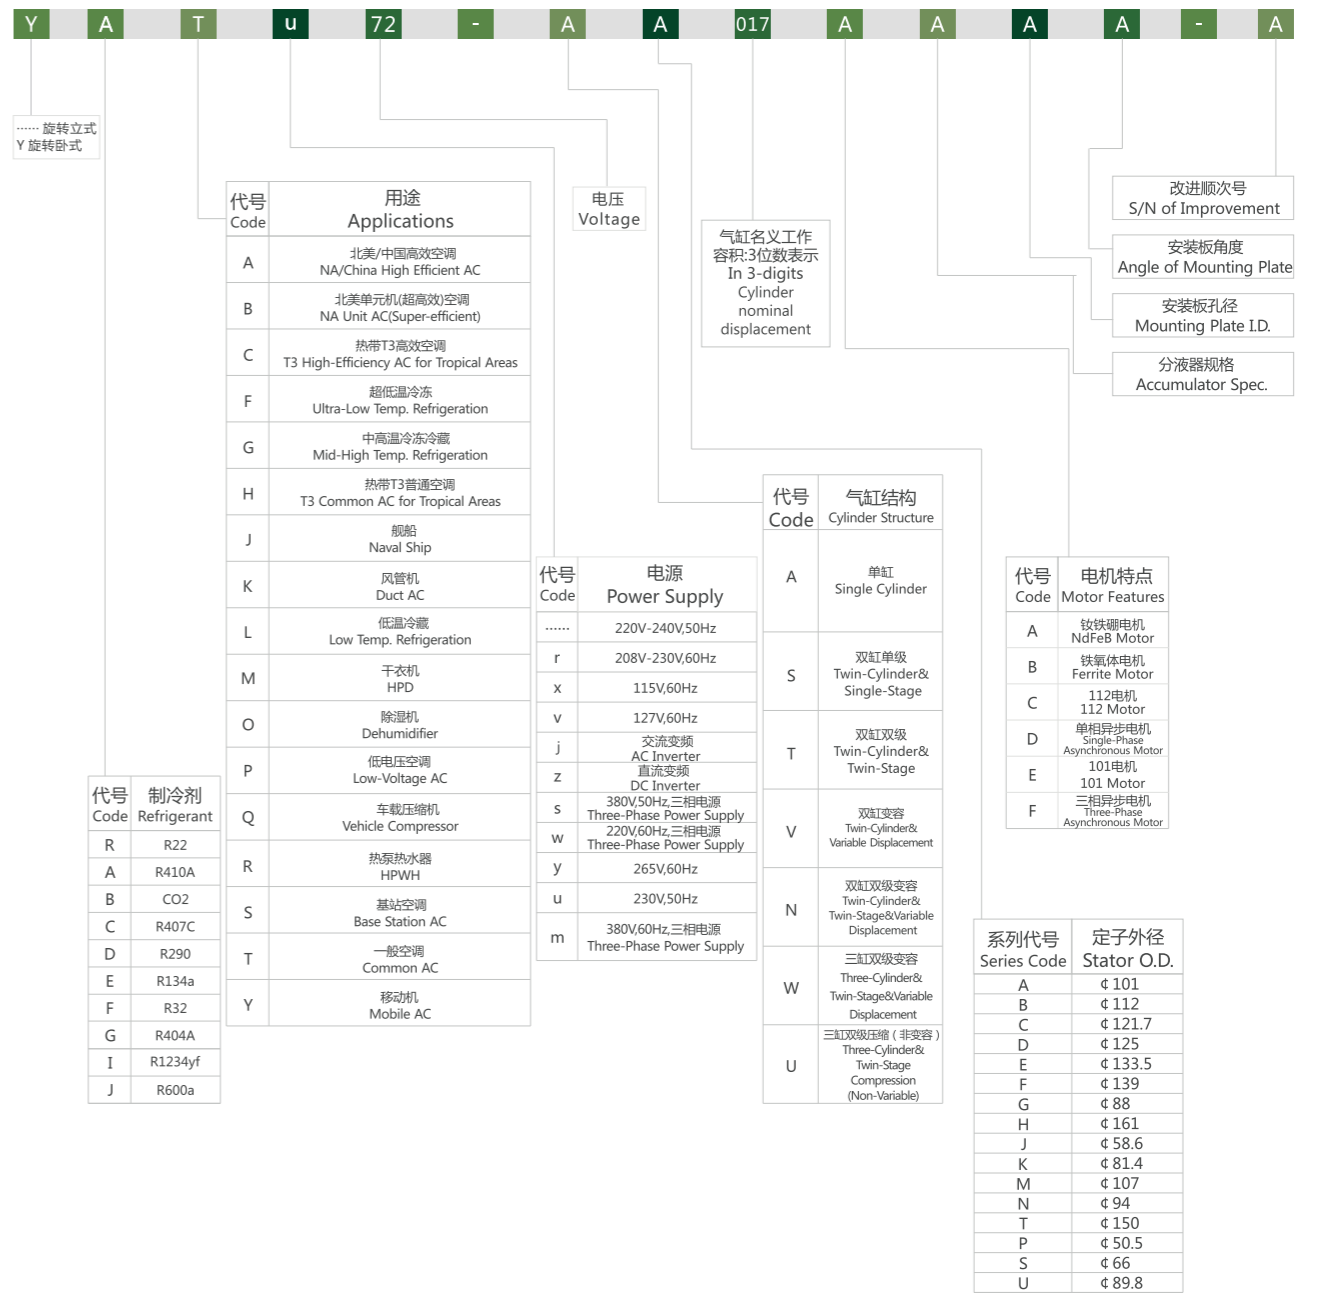 Y A T u 72 - A A 017 A A A A - A
┈┈ 旋转立式
Y 旋转卧式
代号 用途
Code Applications
A 北美/中国高效空调
NA/China High Efficient AC
B 北美单元机(超高效)空调
NA Unit AC(Super-efficient)
C 热带T3高效空调
T3 High-Efficiency AC for Tropical Areas
F 超低温冷冻
Ultra-Low Temp. Refrigeration
G 中高温冷冻冷藏
Mid-High Temp. Refrigeration
H 热带T3普通空调
T3 Common AC for Tropical Areas
J 舰船
Naval Ship
K 风管机
Duct AC
L 低温冷藏
Low Temp. Refrigeration
M 干衣机
HPD
O 除湿机
Dehumidifier
P 低电压空调
Low-Voltage AC
Q 车载压缩机
Vehicle Compressor
R 热泵热水器
HPWH
S 基站空调
Base Station AC
T 一般空调
Common AC
Y 移动机
Mobile AC
代号 制冷剂
Code Refrigerant
R R22
A R410A
B CO2
C R407C
D R290
E R134a
F R32
G R404A
I R1234yf
J R600a
电压
Voltage
代号 电源
Code Power Supply
┈┈ 220V-240V,50Hz
r 208V-230V,60Hz
x 115V,60Hz
v 127V,60Hz
j 交流变频
AC Inverter
z 直流变频
DC Inverter
s 380V,50Hz,三相电源
Three-Phase Power Supply
w 220V,60Hz,三相电源
Three-Phase Power Supply
y 265V,60Hz
u 230V,50Hz
m 380V,60Hz,三相电源
Three-Phase Power Supply
气缸名义工作
容积:3位数表示
In 3-digits
Cylinder
nominal
displacement
代号 气缸结构
Code Cylinder Structure
A 单缸
Single Cylinder
S 双缸单级
Twin-Cylinder&
Single-Stage
T 双缸双级
Twin-Cylinder&
Twin-Stage
V 双缸变容
Twin-Cylinder&
Variable Displacement
N 双缸双级变容
Twin-Cylinder&
Twin-Stage&Variable
Displacement
W 三缸双级变容
Three-Cylinder&
Twin-Stage&Variable
Displacement
U 三缸双级压缩（非变容）
Three-Cylinder&
Twin-Stage
Compression
(Non-Variable)
改进顺次号
S/N of Improvement
安装板角度
Angle of Mounting Plate
安装板孔径
Mounting Plate I.D.
分液器规格
Accumulator Spec.
代号 电机特点
Code Motor Features
A 钕铁硼电机
NdFeB Motor
B 铁氧体电机
Ferrite Motor
C 112电机
112 Motor
D 单相异步电机
Single-Phase
Asynchronous Motor
E 101电机
101 Motor
F 三相异步电机
Three-Phase
Asynchronous Motor
系列代号 定子外径
Series Code Stator O.D.
A ¢ 101
B ¢ 112
C ¢ 121.7
D ¢ 125
E ¢ 133.5
F ¢ 139
G ¢ 88
H ¢ 161
J ¢ 58.6
K ¢ 81.4
M ¢ 107
N ¢ 94
T ¢ 150
P ¢ 50.5
S ¢ 66
U ¢ 89.8